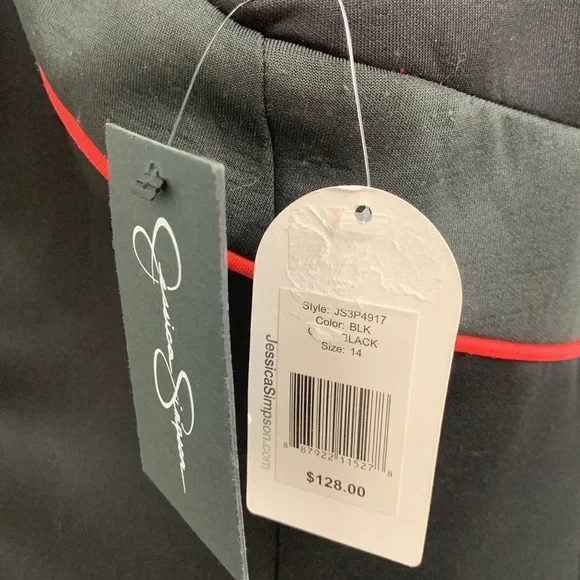 Jessica Simpson
JessicaSimpson.com
Style: JS3P4917
Color: BLK
BLACK
Size: 14
8 87922 11527 8
$128.00